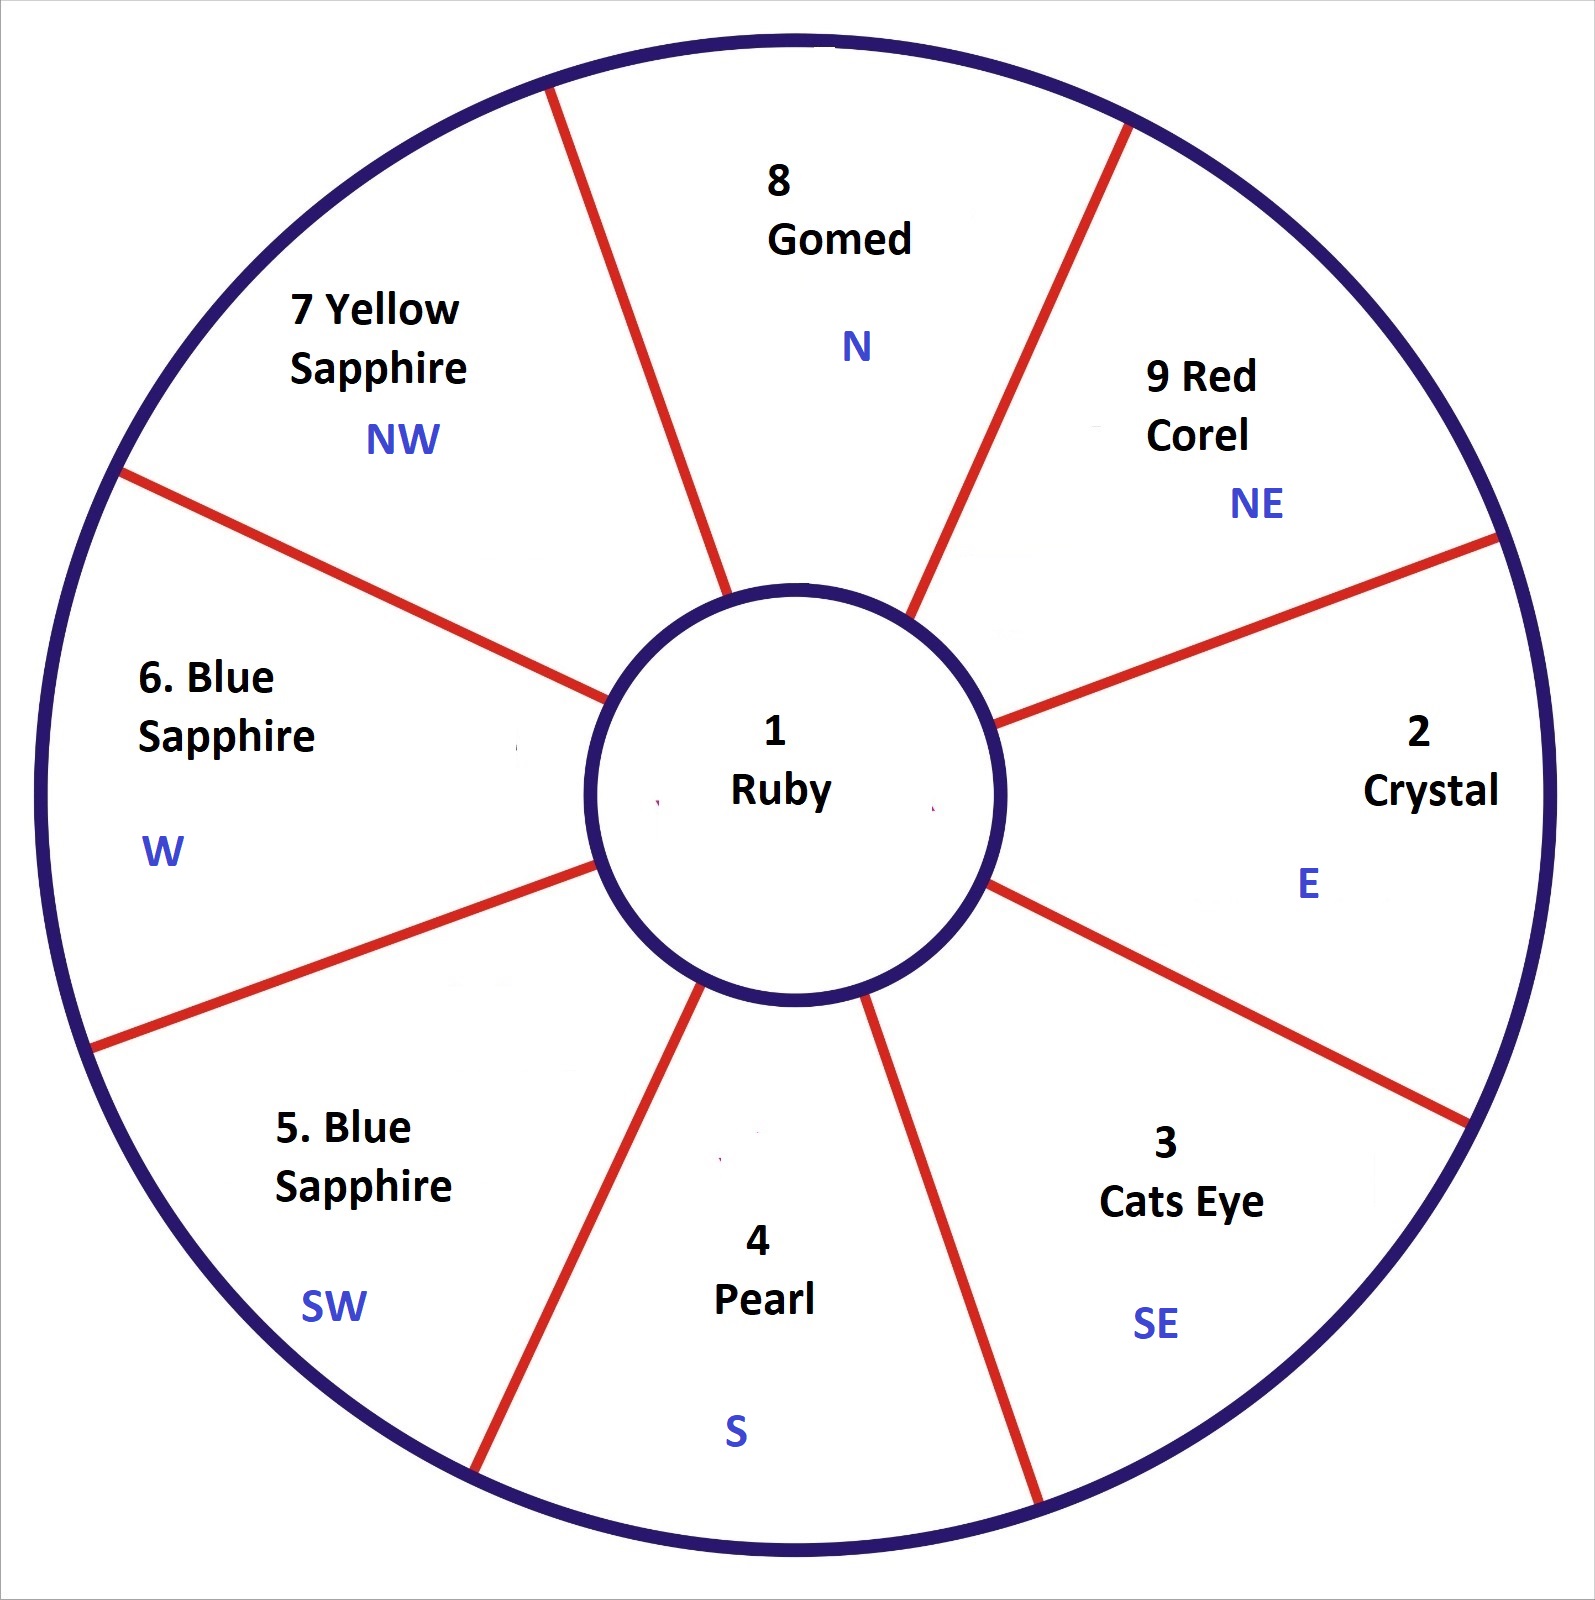 8
Gomed
N
7 Yellow
Sapphire
NW
9 Red
Corel
NE
6. Blue
Sapphire
W
1
Ruby
2
Crystal
E
5. Blue
Sapphire
SW
4
Pearl
S
3
Cats Eye
SE